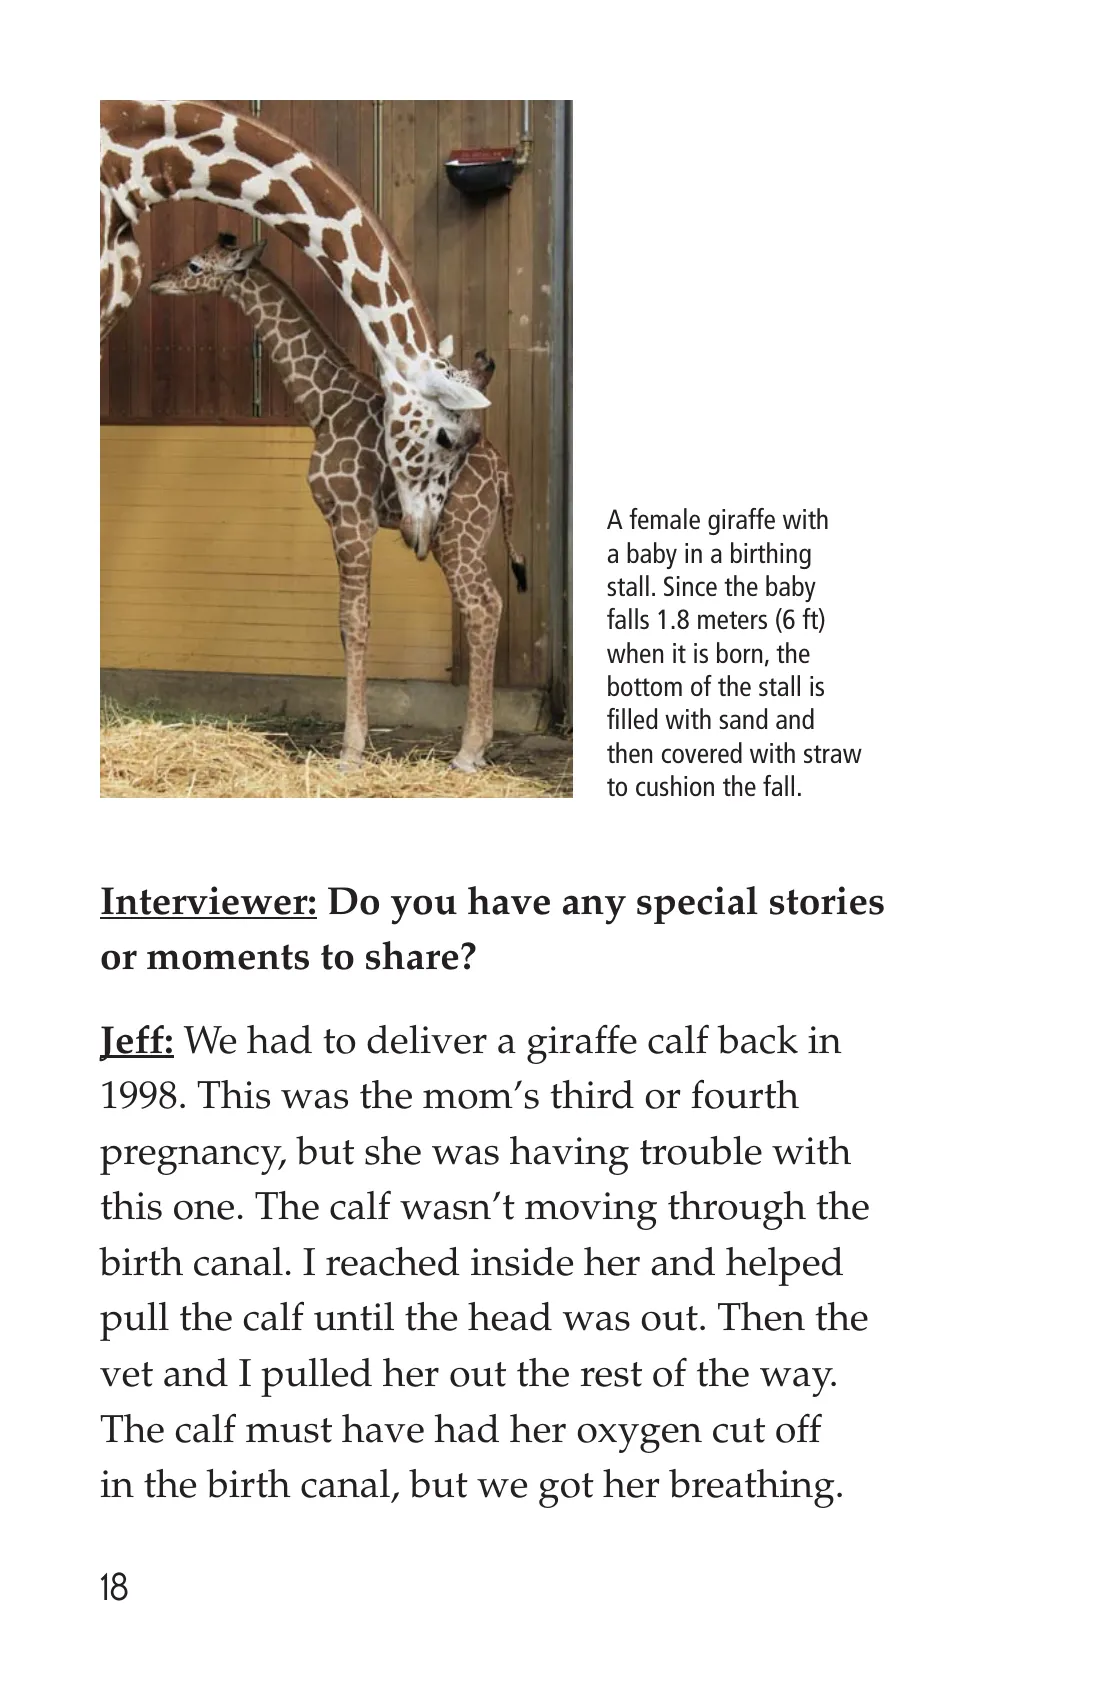 A female giraffe with
a baby in a birthing
stall. Since the baby
falls 1.8 meters (6 ft)
when it is born, the
bottom of the stall is
filled with sand and
then covered with straw
to cushion the fall.
Interviewer: Do you have any special stories
or moments to share?
Jeff: We had to deliver a giraffe calf back in
1998. This was the mom’s third or fourth
pregnancy, but she was having trouble with
this one. The calf wasn’t moving through the
birth canal. I reached inside her and helped
pull the calf until the head was out. Then the
vet and I pulled her out the rest of the way.
The calf must have had her oxygen cut off
in the birth canal, but we got her breathing.
18